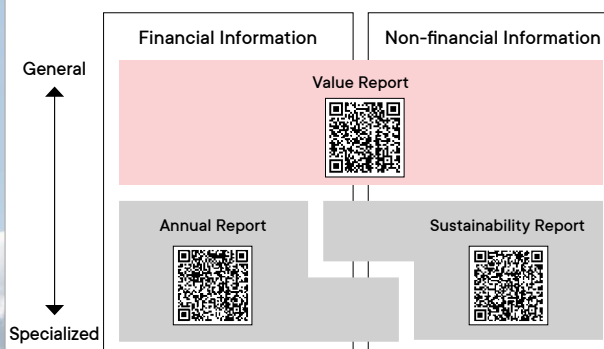 Financial Information
Non-financial Information
General
Value Report
Annual Report
Sustainability Report
Specialized